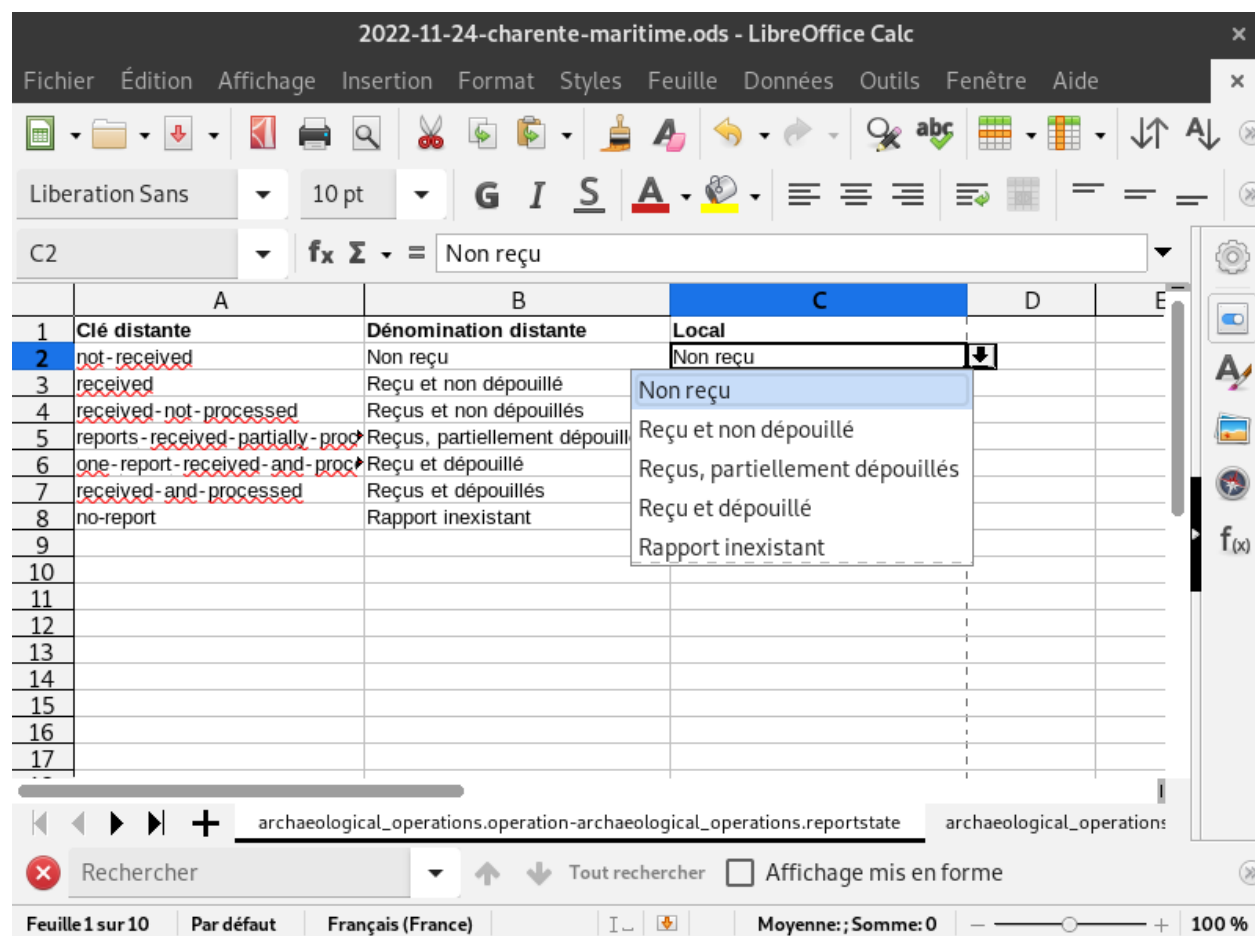 2022-11-24-charente-maritime.ods - LibreOffice Calc
Fichier Édition Affichage Insertion Format Styles Feuille Données Outils Fenêtre Aide
abc
Liberation Sans 10 pt G I S A
C2 fx Σ = Non reçu
A B C D E
1 Clé distante Dénomination distante Local
2 not-received Non reçu Non reçu
3 received Reçu et non dépouillé
4 received-not-processed Reçus et non dépouillés
5 reports-received-partially-proc Reçus, partiellement dépouill
6 one-report-received-and-proc Reçu et dépouillé
7 received-and-processed Reçus et dépouillés
8 no-report Rapport inexistant
Non reçu
Reçu et non dépouillé
Reçus, partiellement dépouillés
Reçu et dépouillé
Rapport inexistant
9
10
11
12
13
14
15
16
17
f(x)
archaeological_operations.operation-archaeological_operations.reportstate archaeological_operations
Rechercher Tout rechercher Affichage mis en forme
Feuille 1 sur 10 Par défaut Français (France) Moyenne: ; Somme: 0 100 %